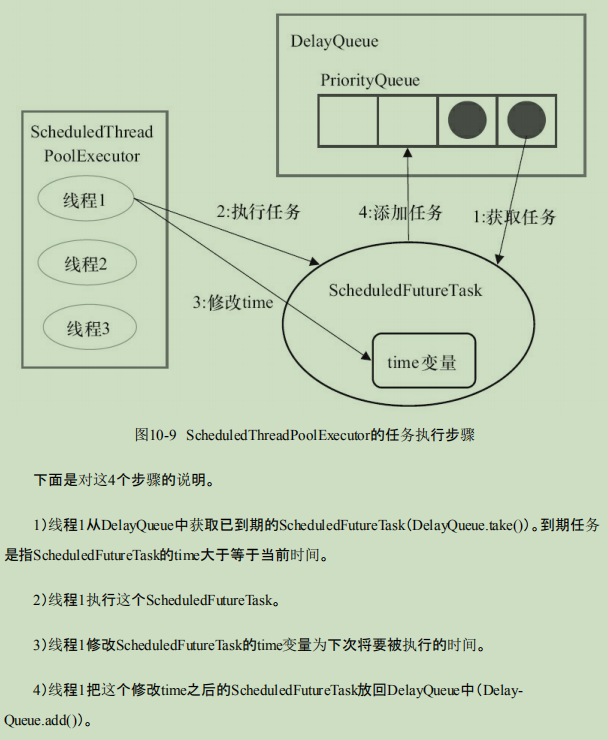 DelayQueue
PriorityQueue
ScheduledThread
PoolExecutor
线程1
线程2
线程3
2:执行任务
4:添加任务
1:获取任务
3:修改time
ScheduledFutureTask
time变量
图10-9 ScheduledThreadPoolExecutor的任务执行步骤
下面是对这4个步骤的说明。
1)线程1从DelayQueue中获取已到期的ScheduledFutureTask(DelayQueue.take())。到期任务
是指ScheduledFutureTask的time大于等于当前时间。
2)线程1执行这个ScheduledFutureTask。
3)线程1修改ScheduledFutureTask的time变量为下次将要被执行的时间。
4)线程1把这个修改time之后的ScheduledFutureTask放回DelayQueue中(Delay-
Queue.add())。